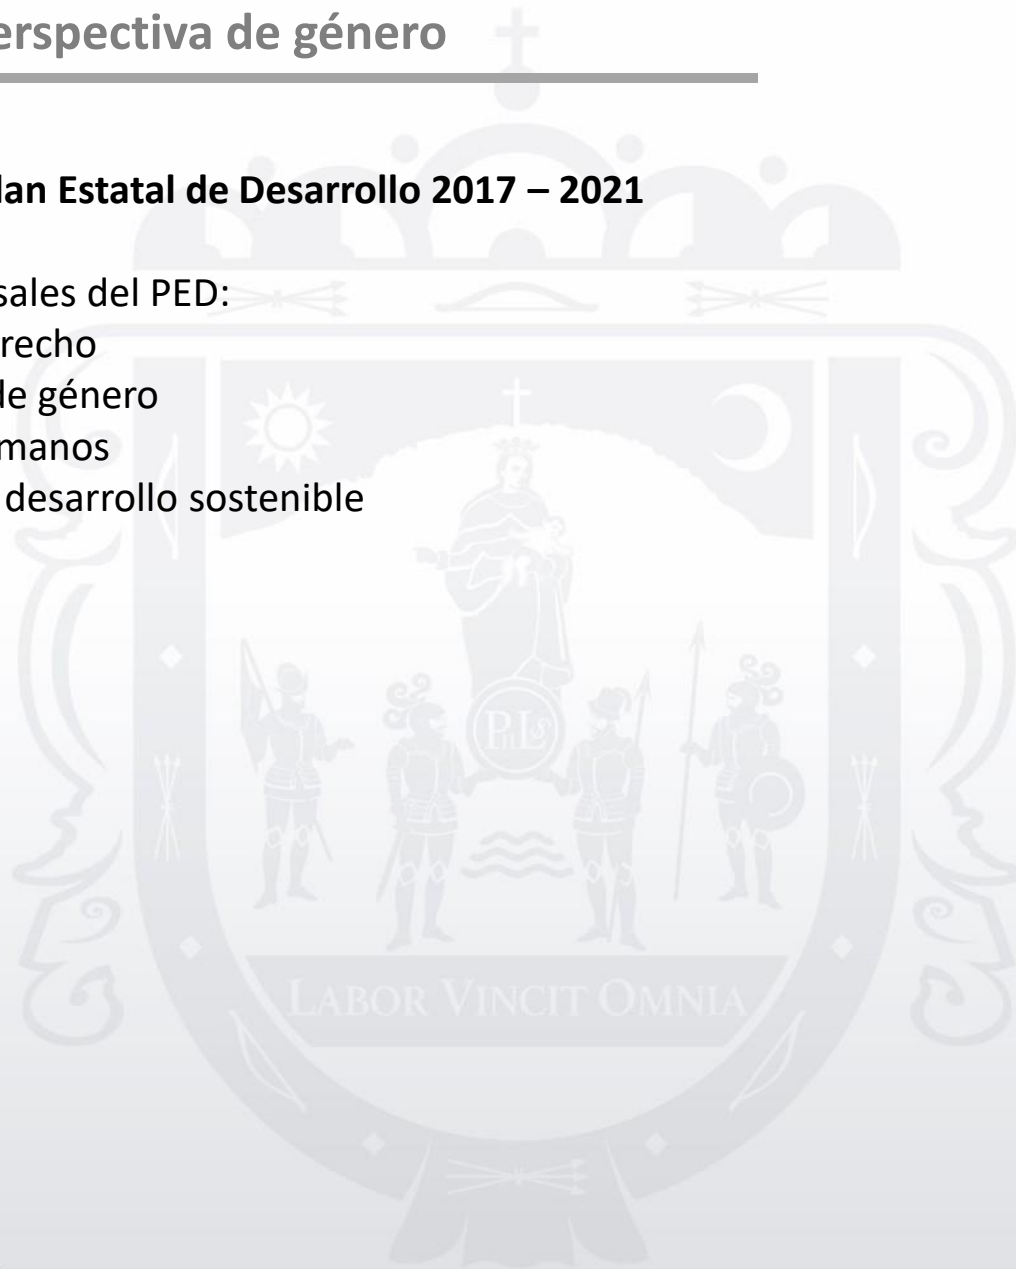 erspectiva de género
lan Estatal de Desarrollo 2017 – 2021
sales del PED:
recho
de género
manos
desarrollo sostenible
LABOR VINCIT OMNIA